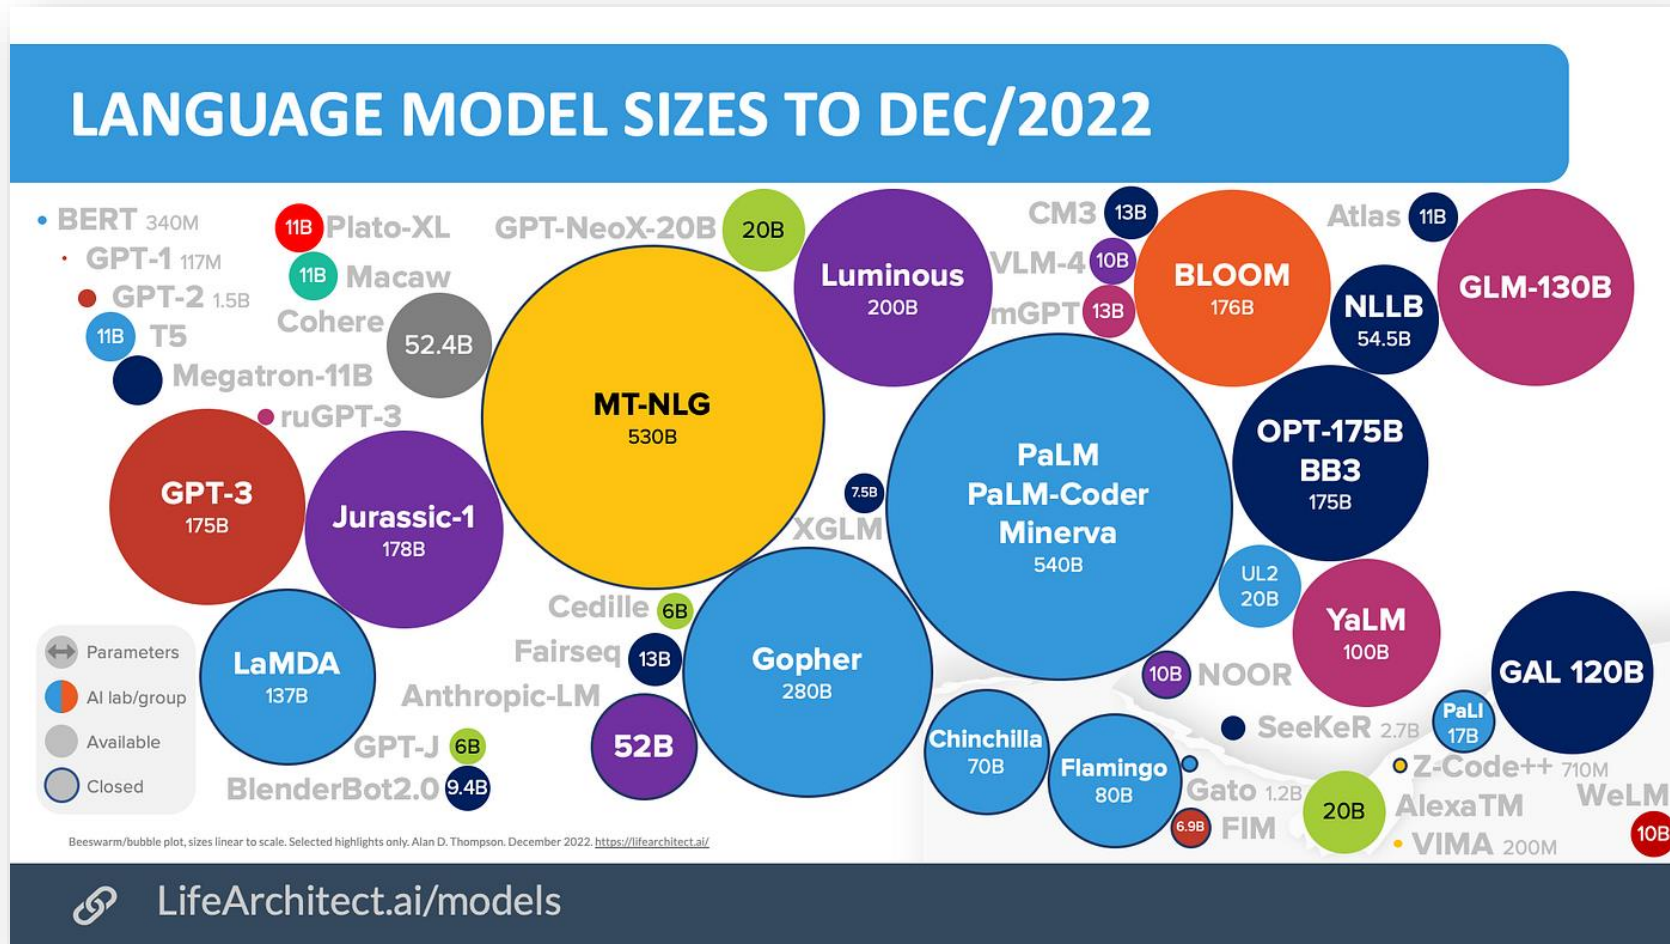 LANGUAGE MODEL SIZES TO DEC/2022
BERT 340M
GPT-1 117M
GPT-2 1.5B
11B T5
Megatron-11B
ruGPT-3
11B Plato-XL
11B Macaw
Cohere
52.4B
GPT-NeoX-20B 20B
MT-NLG
530B
Luminous
200B
CM3 13B
VLM-4 10B
mGPT 13B
BLOOM
176B
Atlas 11B
NLLB
54.5B
GLM-130B
GPT-3
175B
Jurassic-1
178B
7.5B
XGLM
PaLM
PaLM-Coder
Minerva
540B
OPT-175B
BB3
175B
UL2
20B
YaLM
100B
GAL 120B
LaMDA
137B
Cedille 6B
Fairseq 13B
Anthropic-LM
52B
GPT-J 6B
BlenderBot2.0 9.4B
Gopher
280B
10B NOOR
SeeKeR 2.7B
PaLI
17B
Chinchilla
70B
Flamingo
80B
Gato 1.2B
6.9B FIM
Z-Code++ 710M
20B AlexaTM
VIMA 200M
WeLM
10B
Parameters
AI lab/group
Available
Closed
Beeswarm/bubble plot, sizes linear to scale. Selected highlights only. Alan D. Thompson. December 2022. https://lifearchitect.ai/
LifeArchitect.ai/models